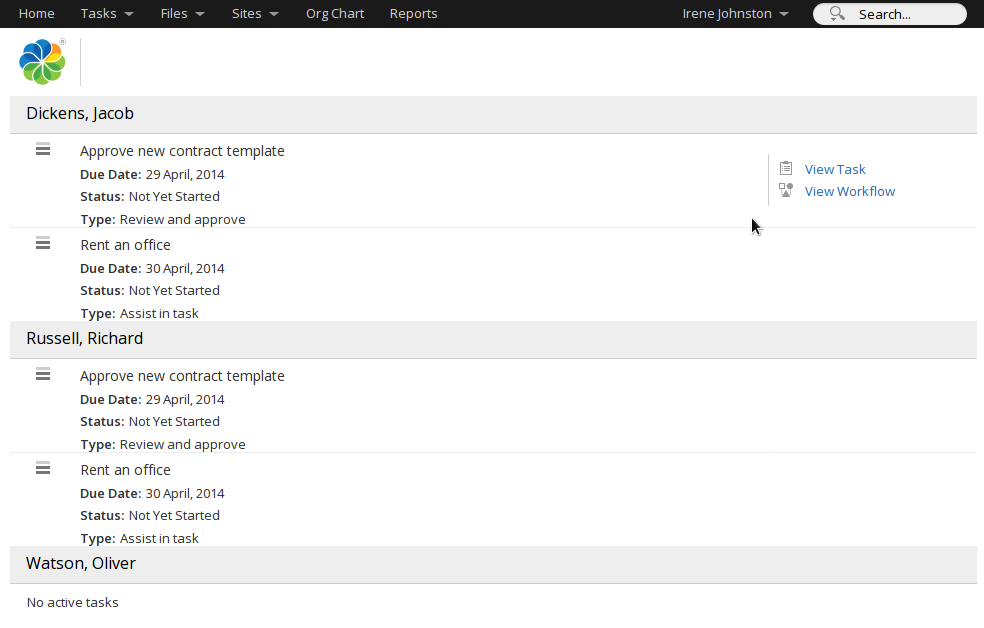 Home Tasks Files Sites Org Chart Reports Irene Johnston Search...
®
Dickens, Jacob
Approve new contract template
Due Date: 29 April, 2014
View Task
Status: Not Yet Started
View Workflow
Type: Review and approve
Rent an office
Due Date: 30 April, 2014
Status: Not Yet Started
Type: Assist in task
Russell, Richard
Approve new contract template
Due Date: 29 April, 2014
Status: Not Yet Started
Type: Review and approve
Rent an office
Due Date: 30 April, 2014
Status: Not Yet Started
Type: Assist in task
Watson, Oliver
No active tasks